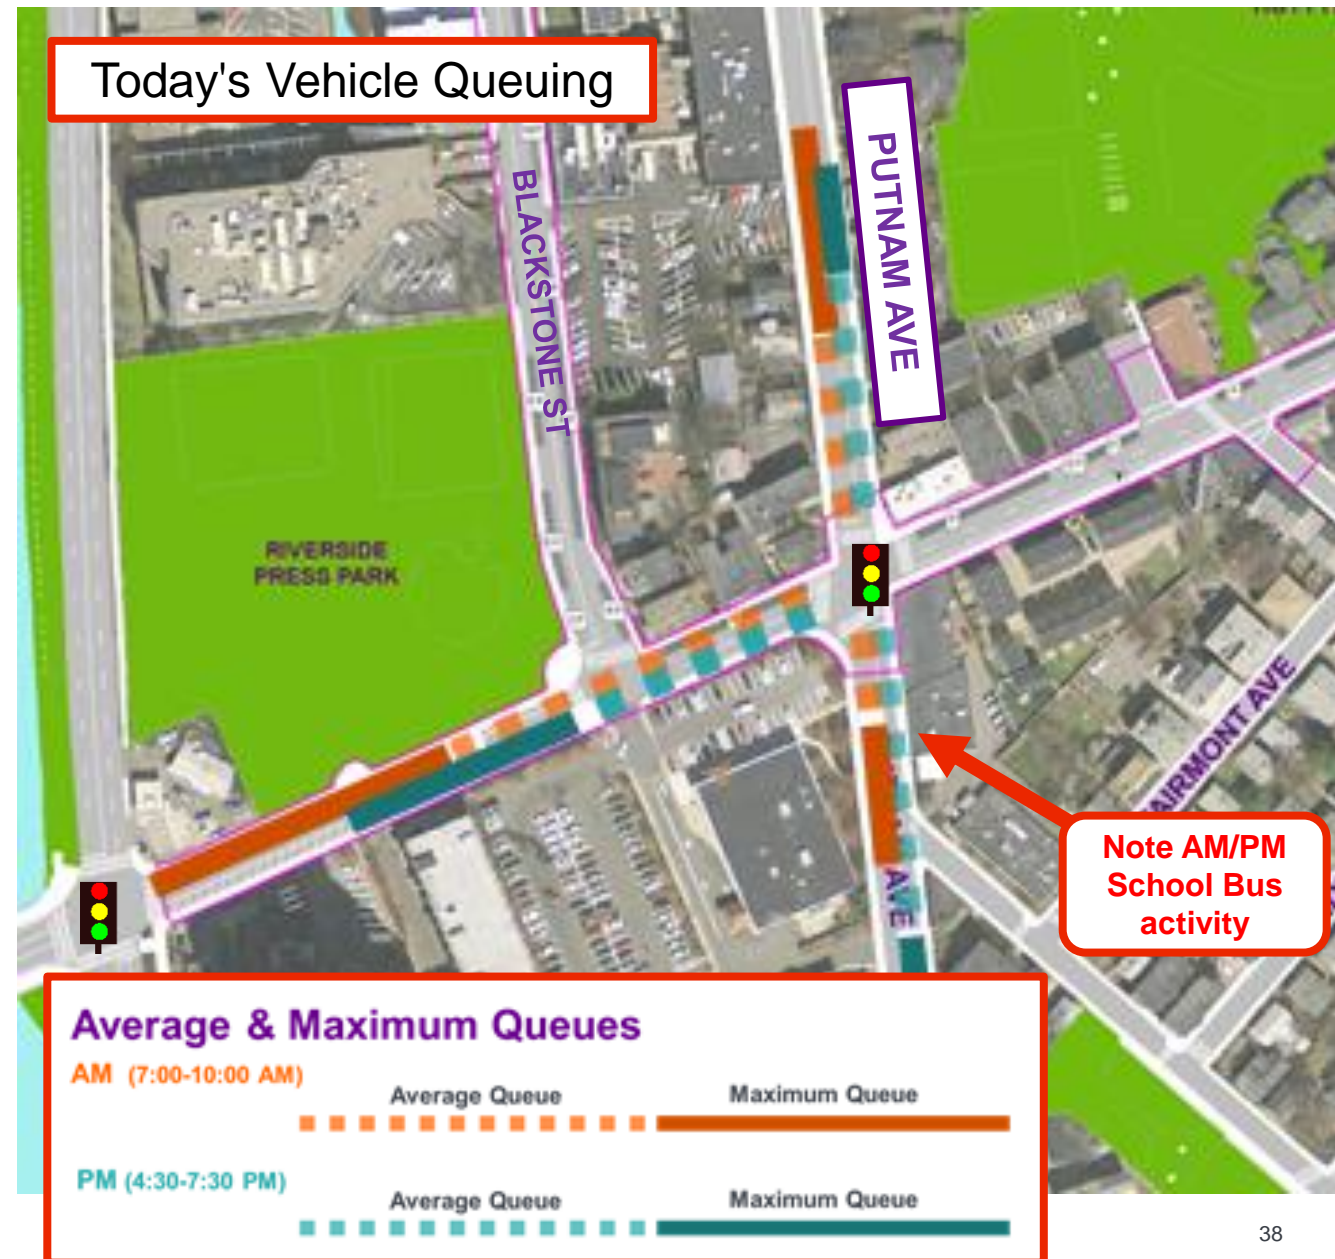 Today's Vehicle Queuing
BLACKSTONE ST
PUTNAM AVE
RIVERSIDE
PRESS PARK
AVE
AIRMONT AVE
Note AM/PM
School Bus
activity
Average & Maximum Queues
AM (7:00-10:00 AM)
Average Queue
Maximum Queue
PM (4:30-7:30 PM)
Average Queue
Maximum Queue
38